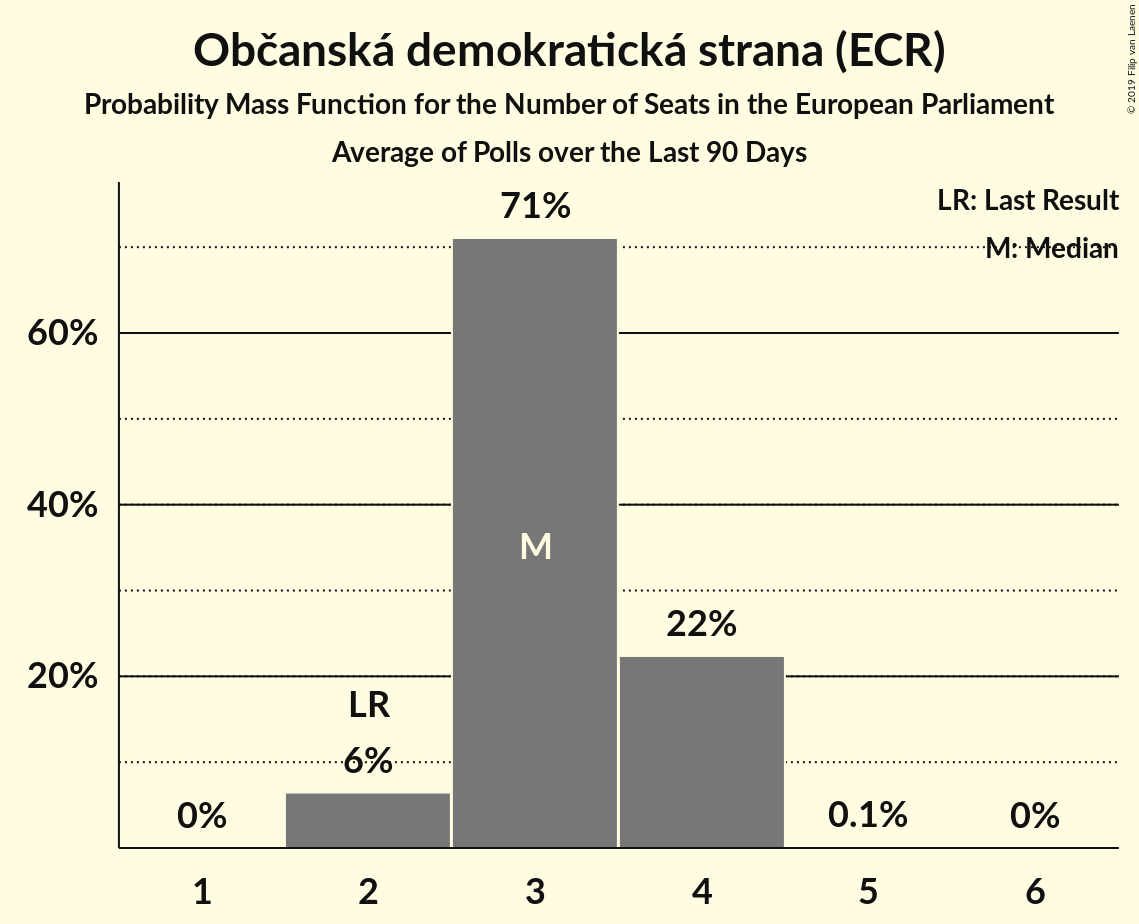 Občanská demokratická strana (ECR)
Probability Mass Function for the Number of Seats in the European Parliament
Average of Polls over the Last 90 Days
© 2019 Filip van Laenen
LR: Last Result
M: Median
71%
60%
40%
20%
M
22%
LR
6%
0%
0.1%
0%
1 2 3 4 5 6